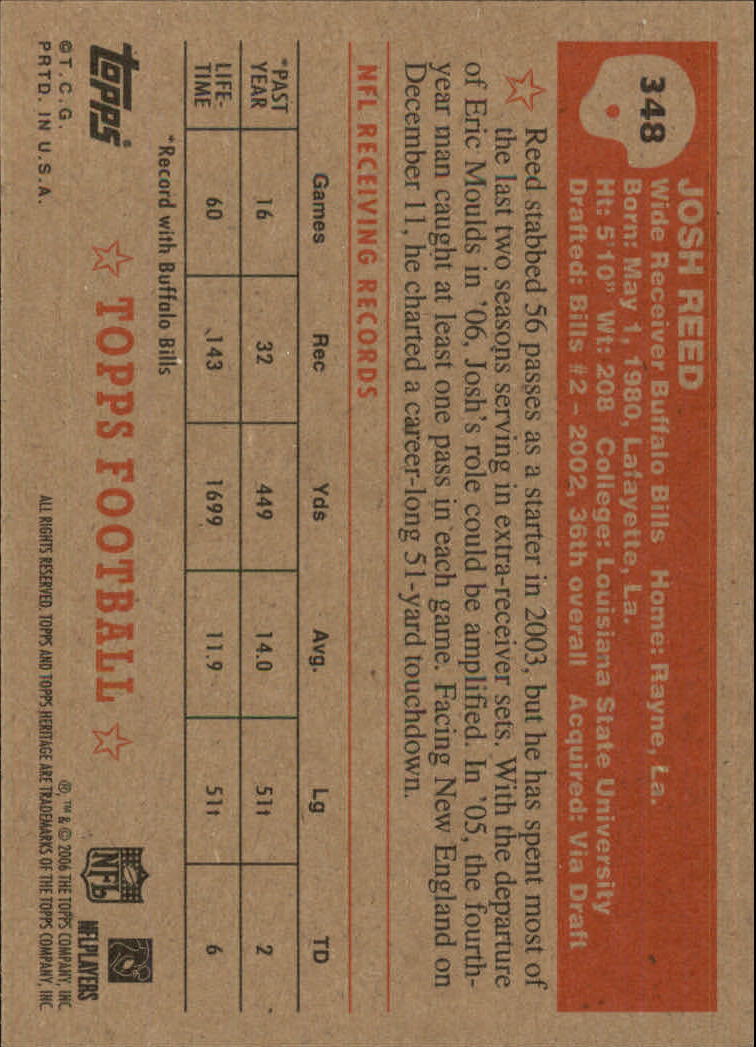 348
JOSH REED
Wide Receiver Buffalo Bills Home: Rayne, La.
Born: May 1, 1980, Lafayette, La.
Ht: 5'10" Wt: 208 College: Louisiana State University
Drafted: Bills #2 - 2002, 36th overall Acquired: Via Draft
Reed stabbed 56 passes as a starter in 2003, but he has spent most of
the last two seasons serving in extra-receiver sets. With the departure
of Eric Moulds in '06, Josh's role could be amplified. In '05, the fourth-
year man caught at least one pass in each game. Facing New England on
December 11, he charted a career-long 51-yard touchdown.
NFL RECEIVING RECORDS
Games Rec Yds Avg. Lg TD
*PAST YEAR 16 32 449 14.0 51t 2
LIFE-TIME 60 143 1699 11.9 51t 6
*Record with Buffalo Bills
topps®
TOPPS FOOTBALL
NFL
NFLPLAYERS
©T.C.G.
PRTD. IN U.S.A.
®, ™ & © 2006 THE TOPPS COMPANY, INC.
ALL RIGHTS RESERVED. TOPPS AND TOPPS HERITAGE ARE TRADEMARKS OF THE TOPPS COMPANY, INC.